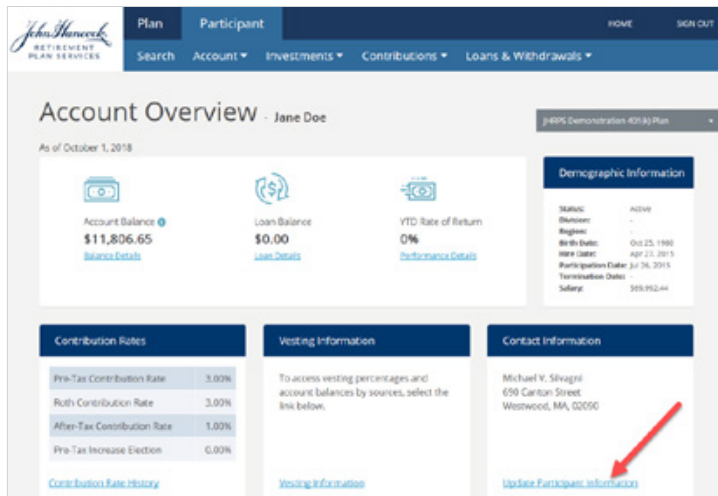 John Hancock
RETIREMENT
PLAN SERVICES
Plan
Participant
HOME
SIGN OUT
Search
Account
Investments
Contributions
Loans & Withdrawals
Account Overview - Jane Doe
JHRPS Demonstration 401(k) Plan
As of October 1, 2018
Account Balance
$11,806.65
Balance Details
Loan Balance
$0.00
Loan Details
YTD Rate of Return
0%
Performance Details
Demographic Information
Status: Active
Division: -
Region: -
Birth Date: Oct 25, 1980
Hire Date: Apr 27, 2015
Participation Date: Jul 26, 2015
Termination Date: -
Salary:
Contribution Rates
Pre-Tax Contribution Rate 3.00%
Roth Contribution Rate 3.00%
After-Tax Contribution Rate 1.00%
Pre-Tax Increase Election 0.00%
Contribution Rate History
Vesting Information
To access vesting percentages and
account balances by sources, select the
link below.
Vesting Information
Contact Information
Michael V. Silvagni
690 Canton Street
Westwood, MA, 02090
Update Participant Information